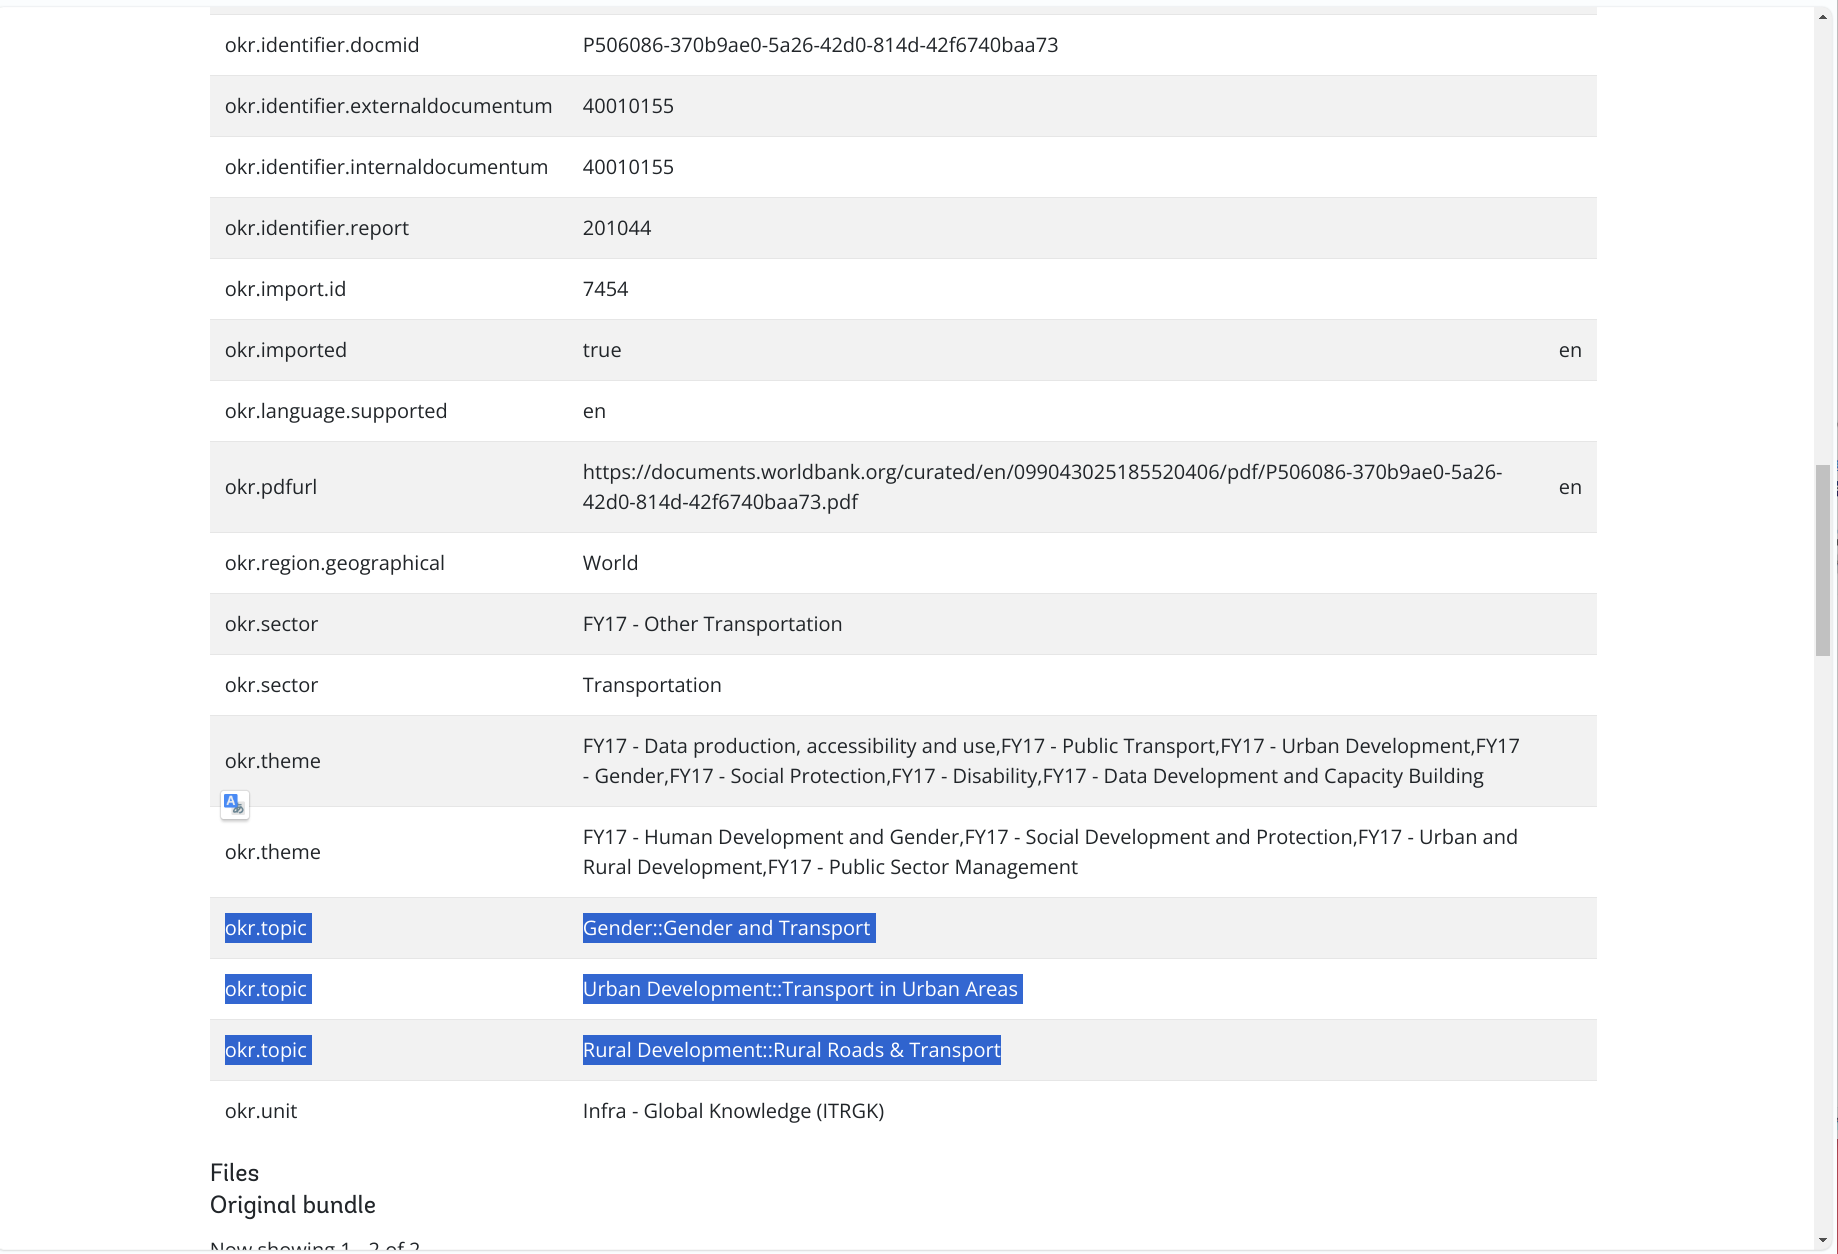 okr.identifier.docmid P506086-370b9ae0-5a26-42d0-814d-42f6740baa73
okr.identifier.externaldocumentum 40010155
okr.identifier.internaldocumentum 40010155
okr.identifier.report 201044
okr.import.id 7454
okr.imported true en
okr.language.supported en
okr.pdfurl https://documents.worldbank.org/curated/en/099043025185520406/pdf/P506086-370b9ae0-5a26-
42d0-814d-42f6740baa73.pdf en
okr.region.geographical World
okr.sector FY17 - Other Transportation
okr.sector Transportation
okr.theme FY17 - Data production, accessibility and use,FY17 - Public Transport,FY17 - Urban Development,FY17
- Gender,FY17 - Social Protection,FY17 - Disability,FY17 - Data Development and Capacity Building
okr.theme FY17 - Human Development and Gender,FY17 - Social Development and Protection,FY17 - Urban and
Rural Development,FY17 - Public Sector Management
okr.topic Gender::Gender and Transport
okr.topic Urban Development::Transport in Urban Areas
okr.topic Rural Development::Rural Roads & Transport
okr.unit Infra - Global Knowledge (ITRGK)
Files
Original bundle
Now showing 1 - 2 of 2